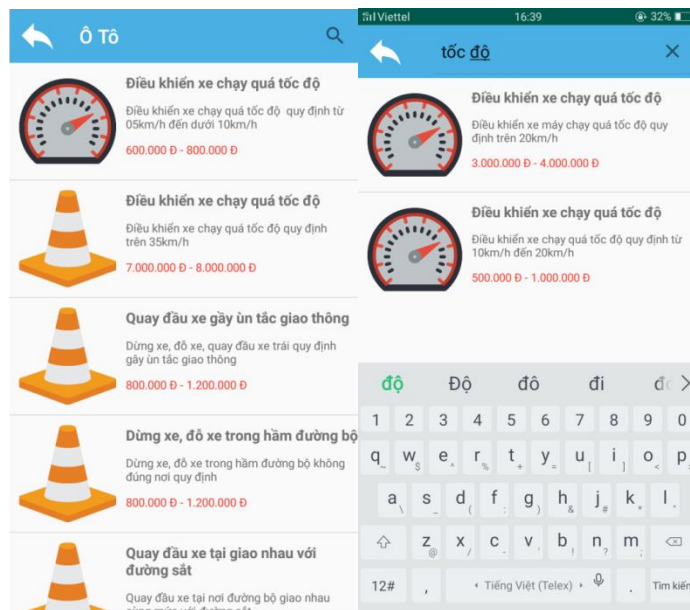 Ô Tô
Điều khiển xe chạy quá tốc độ
Điều khiển xe chạy quá tốc độ quy định từ
05km/h đến dưới 10km/h
600.000 Đ - 800.000 Đ
Điều khiển xe chạy quá tốc độ
Điều khiển xe chạy quá tốc độ quy định
trên 35km/h
7.000.000 Đ - 8.000.000 Đ
Quay đầu xe gầy ùn tắc giao thông
Dừng xe, đỗ xe, quay đầu xe trái quy định
gây ùn tắc giao thông
800.000 Đ - 1.200.000 Đ
Dừng xe, đỗ xe trong hầm đường bộ
Dừng xe, đỗ xe trong hầm đường bộ không
đúng nơi quy định
800.000 Đ - 1.200.000 Đ
Quay đầu xe tại giao nhau với
đường sắt
Quay đầu xe tại nơi đường bộ giao nhau
cùng mức với đường sắt
Viettel 16:39 32%
tốc độ
Điều khiển xe chạy quá tốc độ
Điều khiển xe máy chạy quá tốc độ quy
định trên 20km/h
3.000.000 Đ - 4.000.000 Đ
Điều khiển xe chạy quá tốc độ
Điều khiển xe chạy quá tốc độ quy định từ
10km/h đến 20km/h
500.000 Đ - 1.000.000 Đ
độ Độ đô đi
1 2 3 4 5 6 7 8 9 0
q w e r t y u i o p
~ $ ^ % + = [ ] <
a s d f g h j k l
\ _ ( : ) & # *
z x c v b n m
@ / - ! ? ;
12# , Tiếng Việt (Telex) . Tìm kiếm